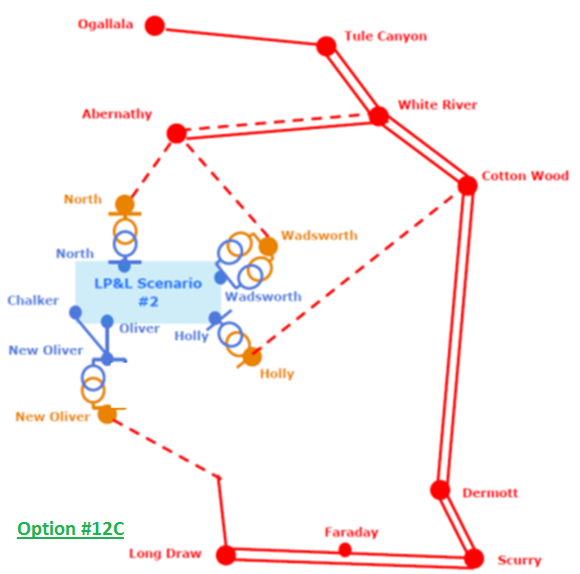 Ogallala
Tule Canyon
White River
Abernathy
Cotton Wood
North
Wadsworth
North
LP&L Scenario
#2
Wadsworth
Chalker
Oliver
Holly
New Oliver
Holly
New Oliver
Dermott
Option #12C
Faraday
Long Draw
Scurry